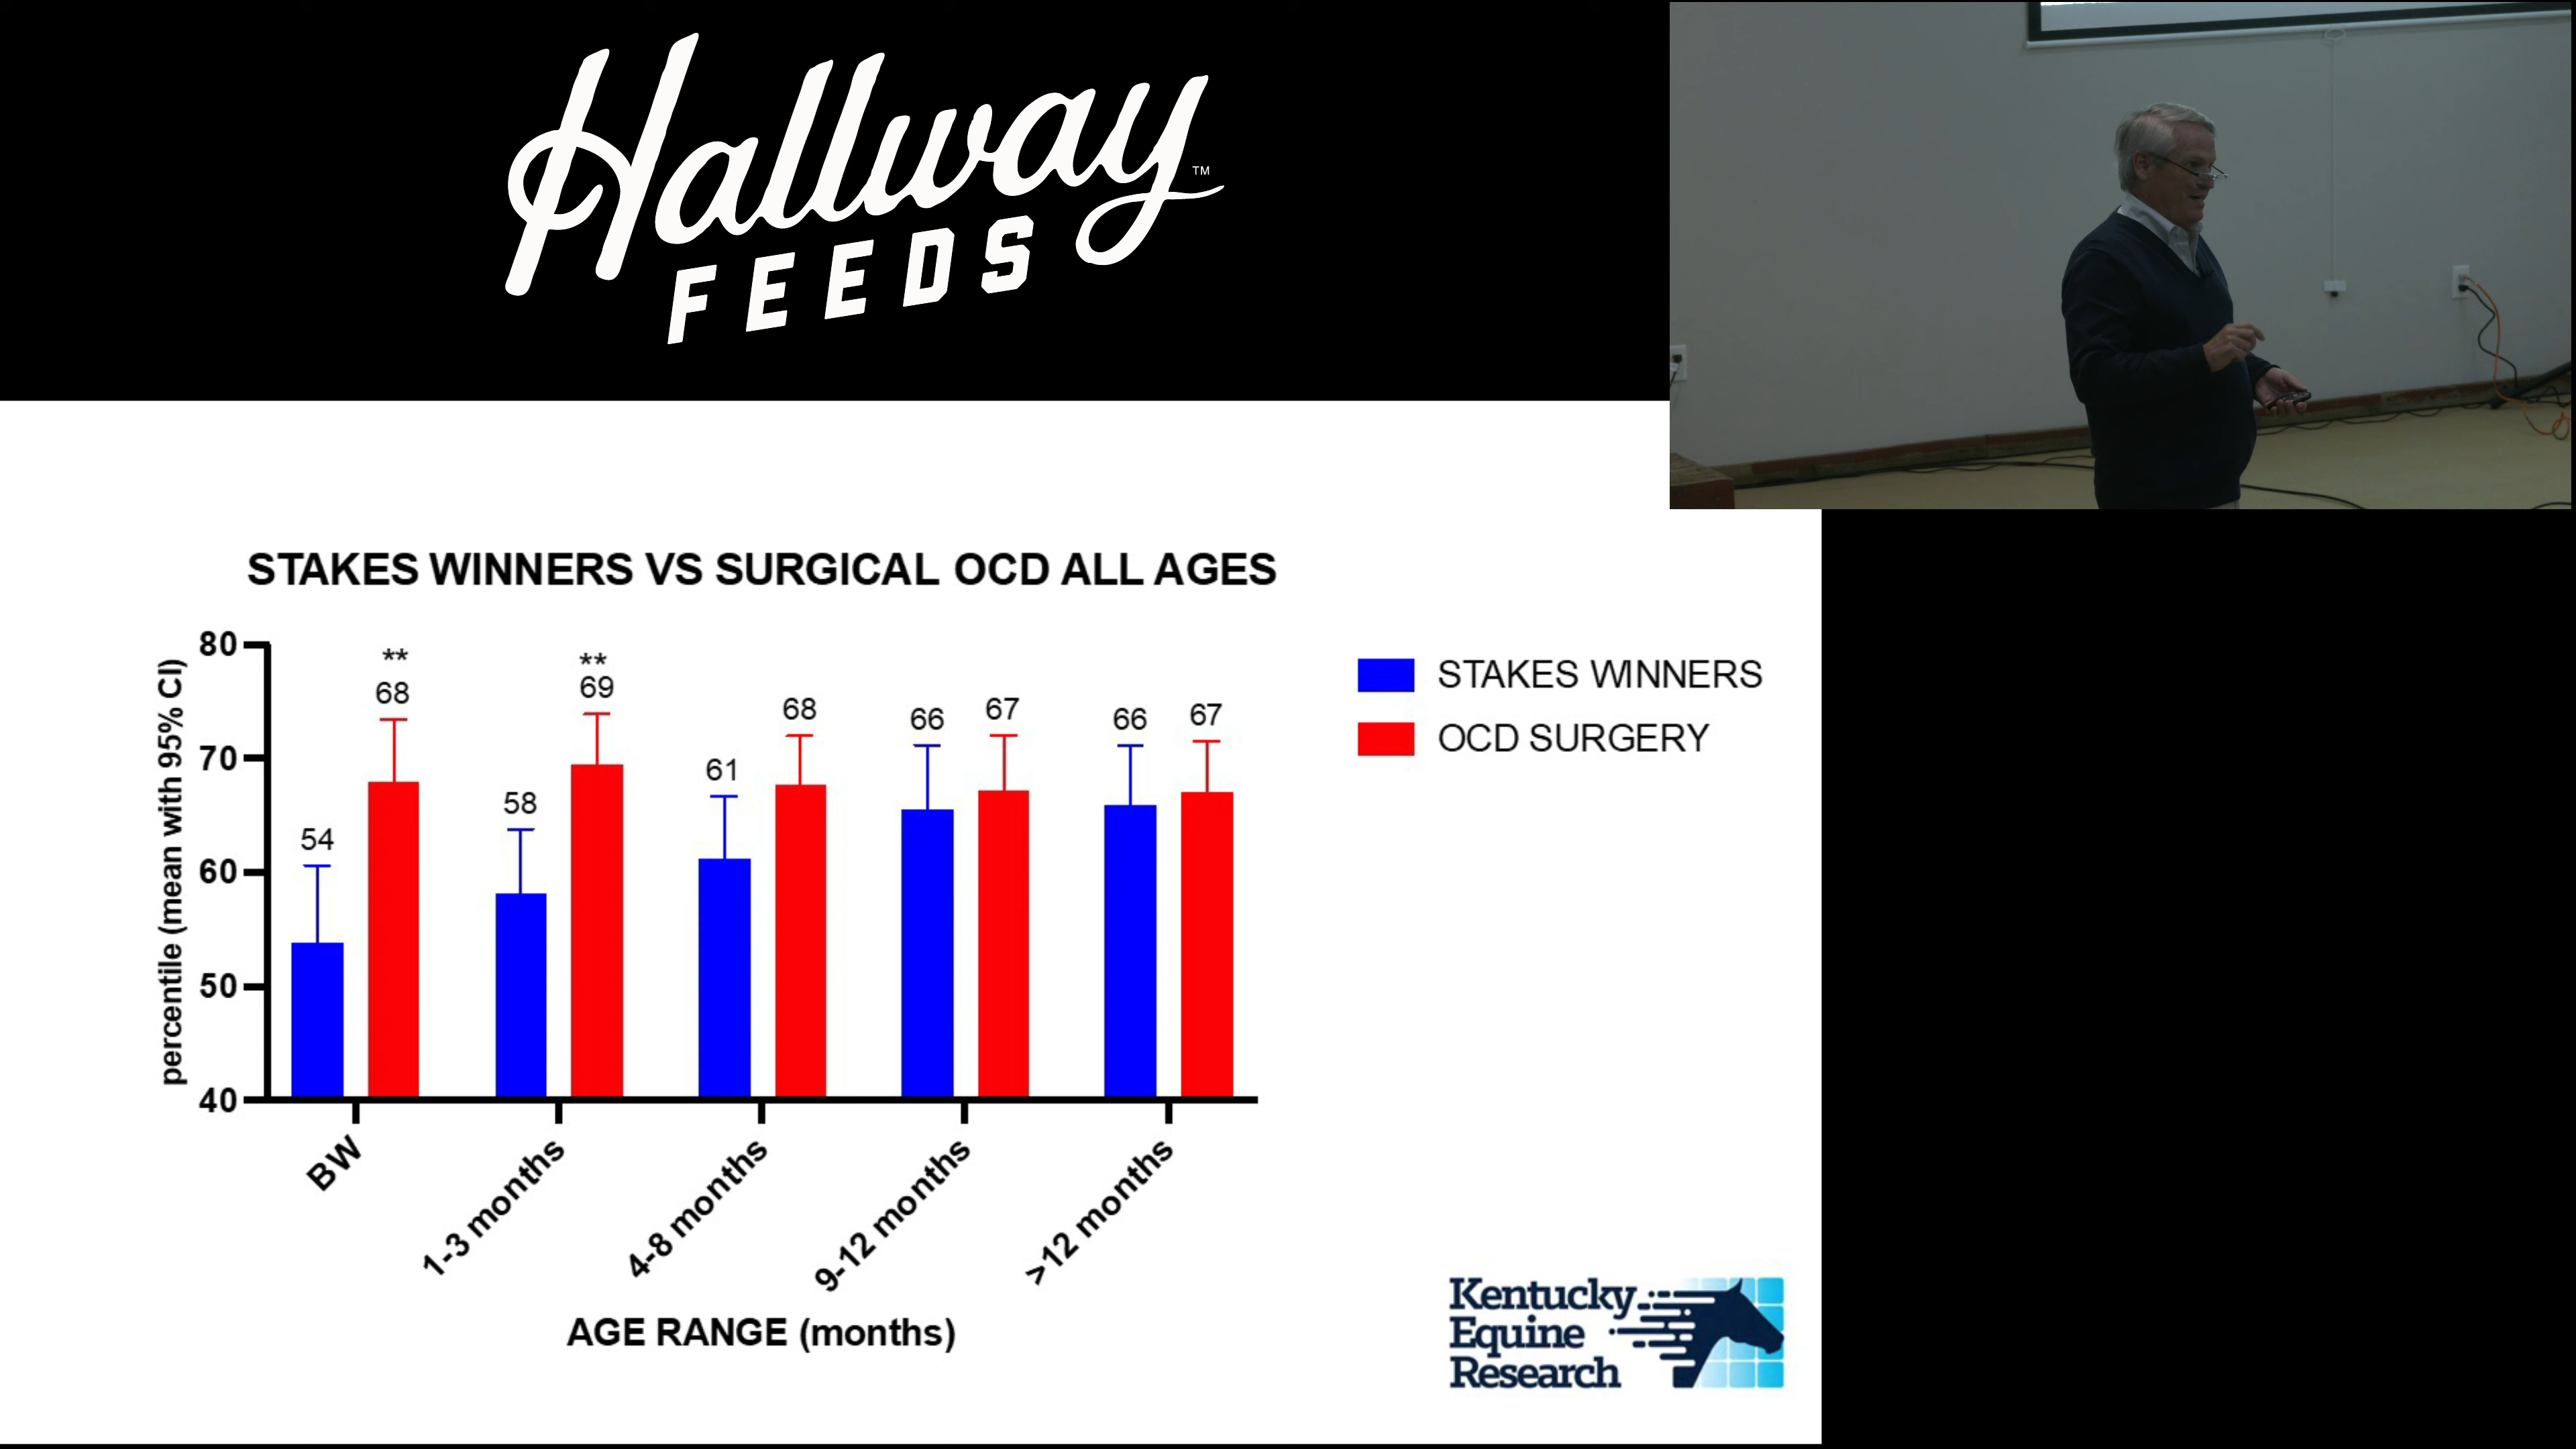 Hallway™
FEEDS
STAKES WINNERS VS SURGICAL OCD ALL AGES
percentile (mean with 95% CI)
80
70
60
50
40
54
**
68
58
**
69
61
68
66
67
66
67
BW
1-3 months
4-8 months
9-12 months
>12 months
AGE RANGE (months)
STAKES WINNERS
OCD SURGERY
Kentucky
Equine
Research